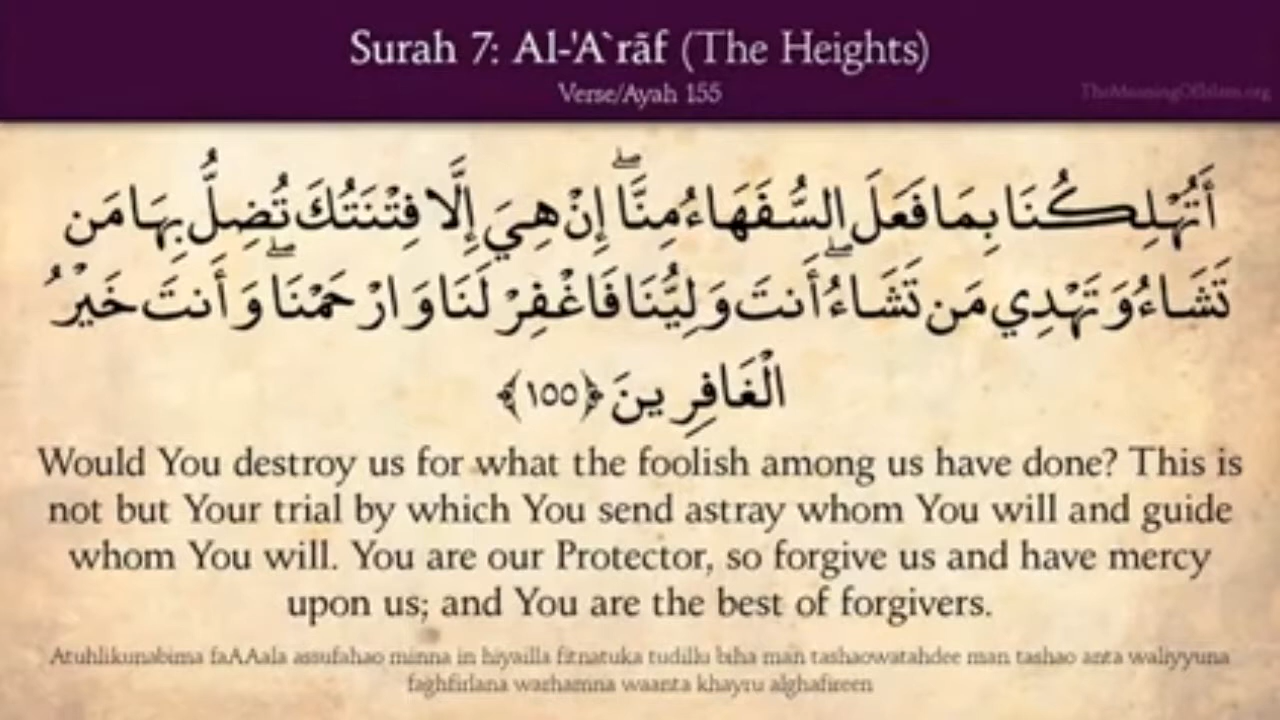 Surah 7: Al-'A`rāf (The Heights)
Verse/Ayah 155
TheMeaningOfIslam.org
أَتُهْلِكُنَا بِمَا فَعَلَ السُّفَهَاءُ مِنَّا ۖ إِنْ هِيَ إِلَّا فِتْنَتُكَ تُضِلُّ بِهَا مَن
تَشَاءُ وَتَهْدِي مَن تَشَاءُ ۖ أَنتَ وَلِيُّنَا فَاغْفِرْ لَنَا وَارْحَمْنَا ۖ وَأَنتَ خَيْرُ
الْغَافِرِينَ ﴿١٥٥﴾
Would You destroy us for what the foolish among us have done? This is
not but Your trial by which You send astray whom You will and guide
whom You will. You are our Protector, so forgive us and have mercy
upon us; and You are the best of forgivers.
Atuhlikunabima faAAala assufahao minna in hiyailla fitnatuka tudillu biha man tashaowatahdee man tashao anta waliyyuna
faghfirlana warhamna waanta khayru alghafireen